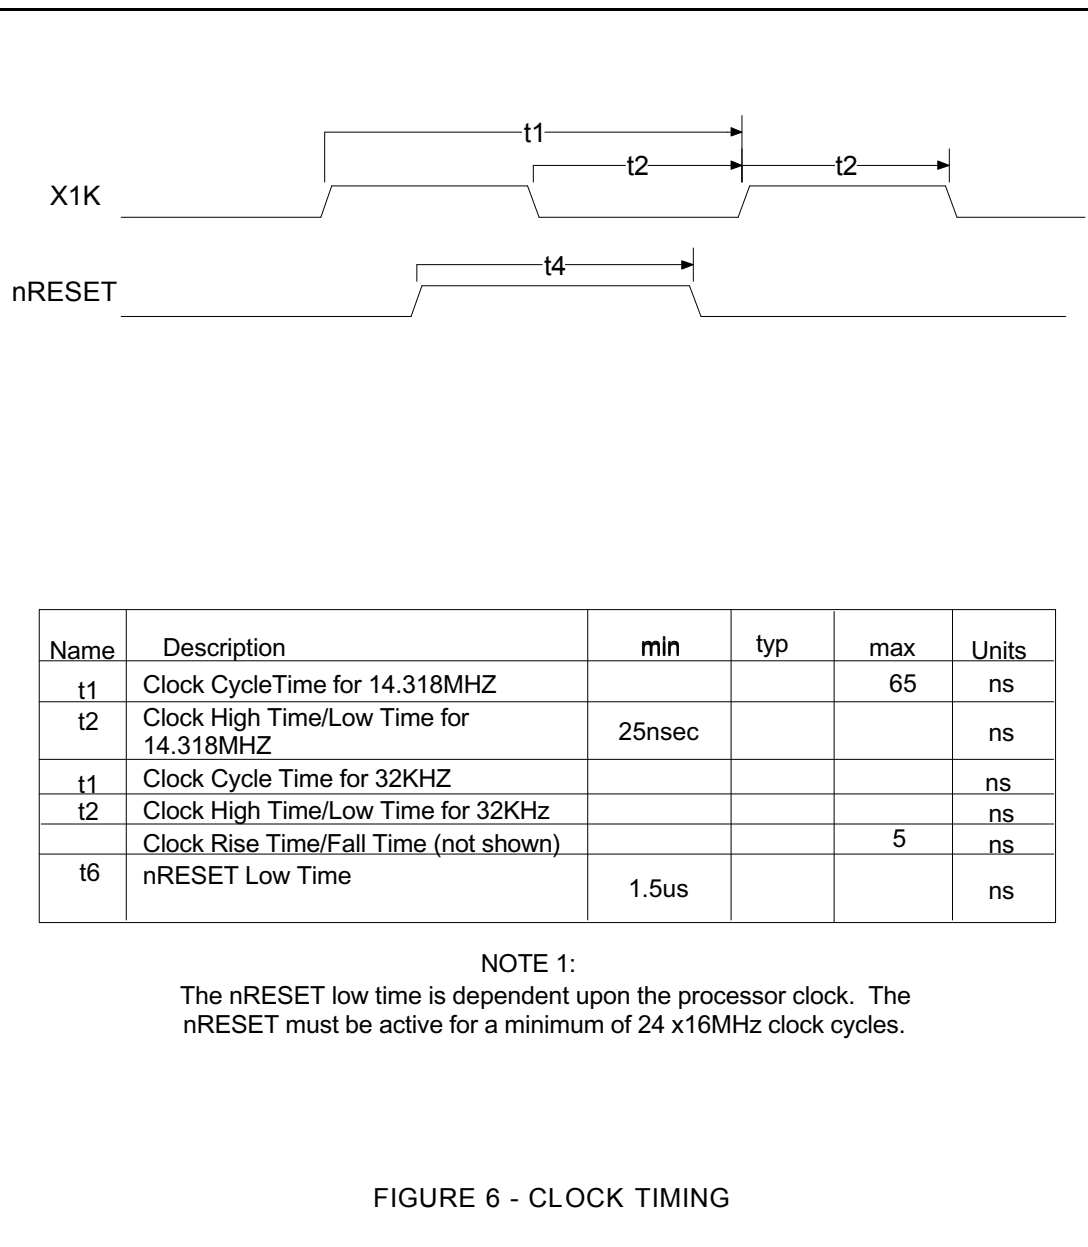 t1
t2 t2
X1K
t4
nRESET
Name Description min typ max Units
t1 Clock CycleTime for 14.318MHZ 65 ns
t2 Clock High Time/Low Time for
14.318MHZ 25nsec ns
t1 Clock Cycle Time for 32KHZ ns
t2 Clock High Time/Low Time for 32KHz ns
Clock Rise Time/Fall Time (not shown) 5 ns
t6 nRESET Low Time 1.5us ns
NOTE 1:
The nRESET low time is dependent upon the processor clock. The
nRESET must be active for a minimum of 24 x16MHz clock cycles.
FIGURE 6 - CLOCK TIMING